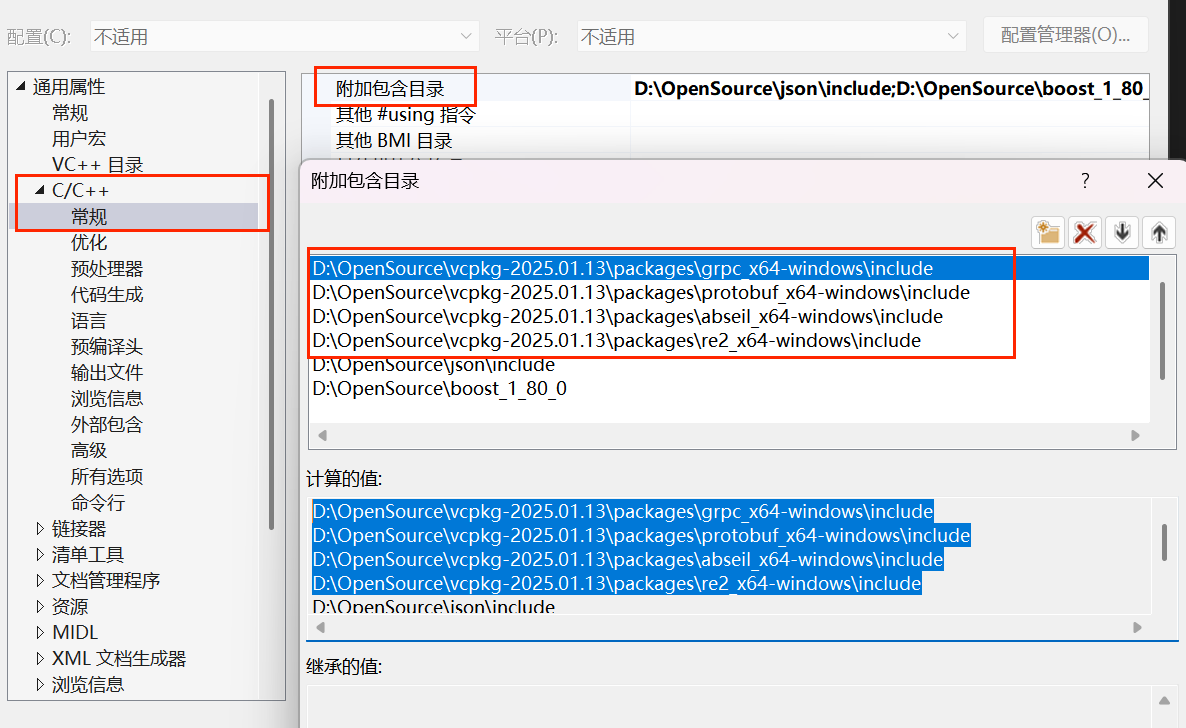 配置(C):
不适用
平台(P):
不适用
配置管理器(O)...
通用属性
常规
用户宏
VC++ 目录
C/C++
常规
优化
预处理器
代码生成
语言
预编译头
输出文件
浏览信息
外部包含
高级
所有选项
命令行
链接器
清单工具
文档管理程序
资源
MIDL
XML 文档生成器
浏览信息
附加包含目录
D:\OpenSource\json\include;D:\OpenSource\boost_1_80_
其他 #using 指令
其他 BMI 目录
附加包含目录
?
D:\OpenSource\vcpkg-2025.01.13\packages\grpc_x64-windows\include
D:\OpenSource\vcpkg-2025.01.13\packages\protobuf_x64-windows\include
D:\OpenSource\vcpkg-2025.01.13\packages\abseil_x64-windows\include
D:\OpenSource\vcpkg-2025.01.13\packages\re2_x64-windows\include
D:\OpenSource\json\include
D:\OpenSource\boost_1_80_0
计算的值:
D:\OpenSource\vcpkg-2025.01.13\packages\grpc_x64-windows\include
D:\OpenSource\vcpkg-2025.01.13\packages\protobuf_x64-windows\include
D:\OpenSource\vcpkg-2025.01.13\packages\abseil_x64-windows\include
D:\OpenSource\vcpkg-2025.01.13\packages\re2_x64-windows\include
D:\OpenSource\json\include
继承的值: